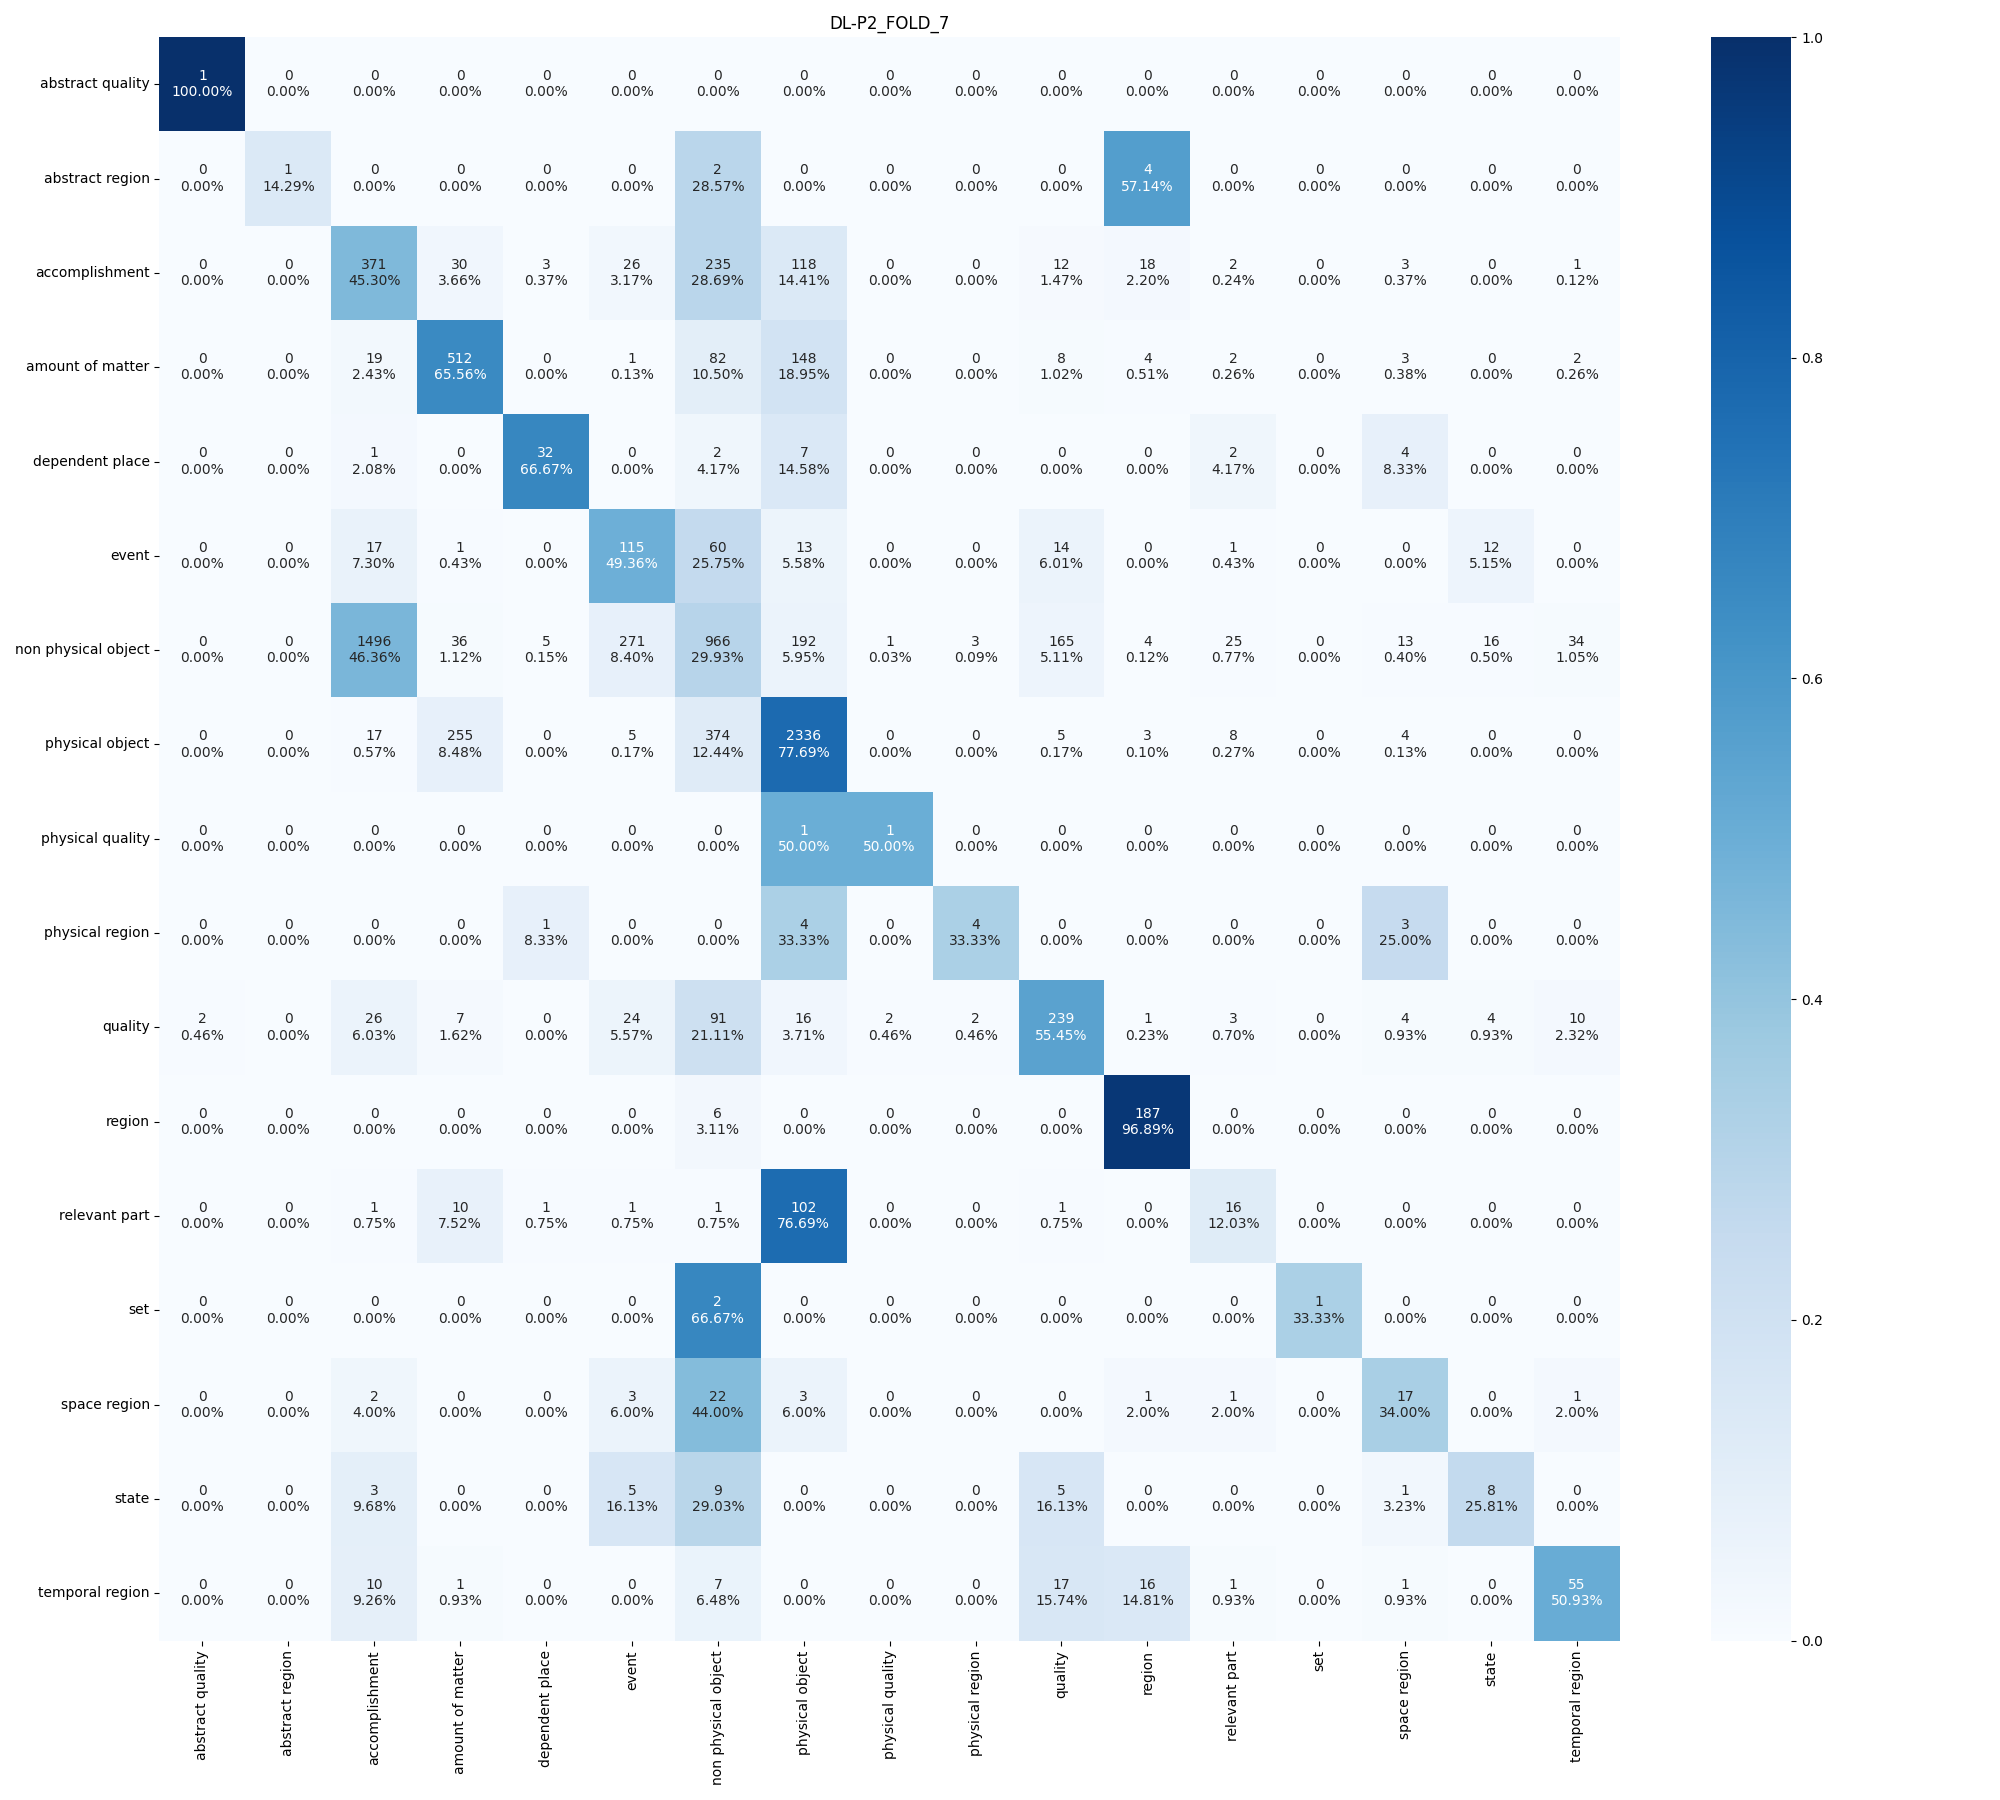 DL-P2_FOLD_7
abstract quality
1 0 0 0 0 0 0 0 0 0 0 0 0 0 0 0 0
100.00% 0.00% 0.00% 0.00% 0.00% 0.00% 0.00% 0.00% 0.00% 0.00% 0.00% 0.00% 0.00% 0.00% 0.00% 0.00% 0.00%
abstract region
0 1 0 0 0 0 2 0 0 0 0 4 0 0 0 0 0
0.00% 14.29% 0.00% 0.00% 0.00% 0.00% 28.57% 0.00% 0.00% 0.00% 0.00% 57.14% 0.00% 0.00% 0.00% 0.00% 0.00%
accomplishment
0 0 371 30 3 26 235 118 0 0 12 18 2 0 3 0 1
0.00% 0.00% 45.30% 3.66% 0.37% 3.17% 28.69% 14.41% 0.00% 0.00% 1.47% 2.20% 0.24% 0.00% 0.37% 0.00% 0.12%
amount of matter
0 0 19 512 0 1 82 148 0 0 8 4 2 0 3 0 2
0.00% 0.00% 2.43% 65.56% 0.00% 0.13% 10.50% 18.95% 0.00% 0.00% 1.02% 0.51% 0.26% 0.00% 0.38% 0.00% 0.26%
dependent place
0 0 1 0 32 0 2 7 0 0 0 0 2 0 4 0 0
0.00% 0.00% 2.08% 0.00% 66.67% 0.00% 4.17% 14.58% 0.00% 0.00% 0.00% 0.00% 4.17% 0.00% 8.33% 0.00% 0.00%
event
0 0 17 1 0 115 60 13 0 0 14 0 1 0 0 12 0
0.00% 0.00% 7.30% 0.43% 0.00% 49.36% 25.75% 5.58% 0.00% 0.00% 6.01% 0.00% 0.43% 0.00% 0.00% 5.15% 0.00%
non physical object
0 0 1496 36 5 271 966 192 1 3 165 4 25 0 13 16 34
0.00% 0.00% 46.36% 1.12% 0.15% 8.40% 29.93% 5.95% 0.03% 0.09% 5.11% 0.12% 0.77% 0.00% 0.40% 0.50% 1.05%
physical object
0 0 17 255 0 5 374 2336 0 0 5 3 8 0 4 0 0
0.00% 0.00% 0.57% 8.48% 0.00% 0.17% 12.44% 77.69% 0.00% 0.00% 0.17% 0.10% 0.27% 0.00% 0.13% 0.00% 0.00%
physical quality
0 0 0 0 0 0 0 1 1 0 0 0 0 0 0 0 0
0.00% 0.00% 0.00% 0.00% 0.00% 0.00% 0.00% 50.00% 50.00% 0.00% 0.00% 0.00% 0.00% 0.00% 0.00% 0.00% 0.00%
physical region
0 0 0 0 1 0 0 4 0 4 0 0 0 0 3 0 0
0.00% 0.00% 0.00% 0.00% 8.33% 0.00% 0.00% 33.33% 0.00% 33.33% 0.00% 0.00% 0.00% 0.00% 25.00% 0.00% 0.00%
quality
2 0 26 7 0 24 91 16 2 2 239 1 3 0 4 4 10
0.46% 0.00% 6.03% 1.62% 0.00% 5.57% 21.11% 3.71% 0.46% 0.46% 55.45% 0.23% 0.70% 0.00% 0.93% 0.93% 2.32%
region
0 0 0 0 0 0 6 0 0 0 0 187 0 0 0 0 0
0.00% 0.00% 0.00% 0.00% 0.00% 0.00% 3.11% 0.00% 0.00% 0.00% 0.00% 96.89% 0.00% 0.00% 0.00% 0.00% 0.00%
relevant part
0 0 1 10 1 1 1 102 0 0 1 0 16 0 0 0 0
0.00% 0.00% 0.75% 7.52% 0.75% 0.75% 0.75% 76.69% 0.00% 0.00% 0.75% 0.00% 12.03% 0.00% 0.00% 0.00% 0.00%
set
0 0 0 0 0 0 2 0 0 0 0 0 0 1 0 0 0
0.00% 0.00% 0.00% 0.00% 0.00% 0.00% 66.67% 0.00% 0.00% 0.00% 0.00% 0.00% 0.00% 33.33% 0.00% 0.00% 0.00%
space region
0 0 2 0 0 3 22 3 0 0 0 1 1 0 17 0 1
0.00% 0.00% 4.00% 0.00% 0.00% 6.00% 44.00% 6.00% 0.00% 0.00% 0.00% 2.00% 2.00% 0.00% 34.00% 0.00% 2.00%
state
0 0 3 0 0 5 9 0 0 0 5 0 0 0 1 8 0
0.00% 0.00% 9.68% 0.00% 0.00% 16.13% 29.03% 0.00% 0.00% 0.00% 16.13% 0.00% 0.00% 0.00% 3.23% 25.81% 0.00%
temporal region
0 0 10 1 0 0 7 0 0 0 17 16 1 0 1 0 55
0.00% 0.00% 9.26% 0.93% 0.00% 0.00% 6.48% 0.00% 0.00% 0.00% 15.74% 14.81% 0.93% 0.00% 0.93% 0.00% 50.93%
abstract quality
abstract region
accomplishment
amount of matter
dependent place
event
non physical object
physical object
physical quality
physical region
quality
region
relevant part
set
space region
state
temporal region
1.0
0.8
0.6
0.4
0.2
0.0